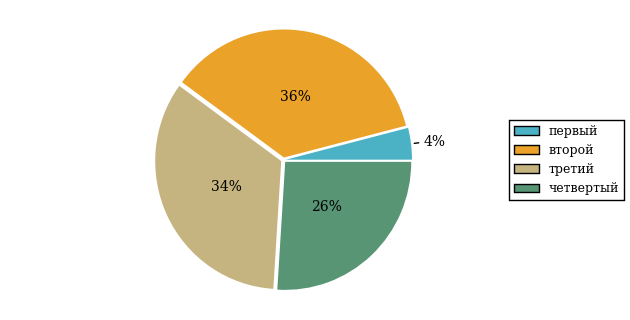 36%
4%
34%
26%
первый
второй
третий
четвертый